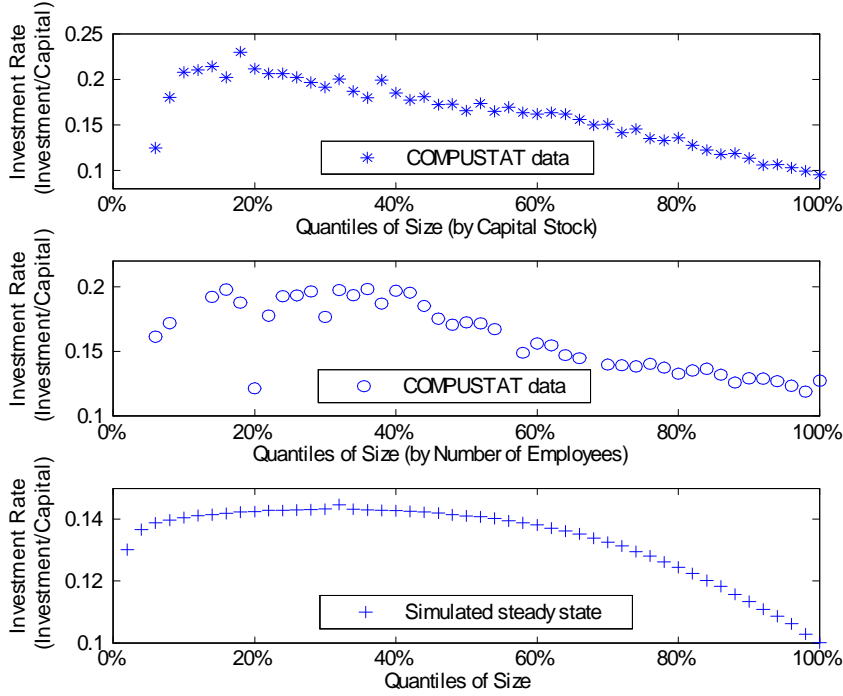 Investment Rate
(Investment/Capital)
0.25
0.2
0.15
0.1
COMPUSTAT data
0% 20% 40% 60% 80% 100%
Quantiles of Size (by Capital Stock)
Investment Rate
(Investment/Capital)
0.2
0.15
0.1
COMPUSTAT data
0% 20% 40% 60% 80% 100%
Quantiles of Size (by Number of Employees)
Investment Rate
(Investment/Capital)
0.14
0.12
0.1
Simulated steady state
0% 20% 40% 60% 80% 100%
Quantiles of Size